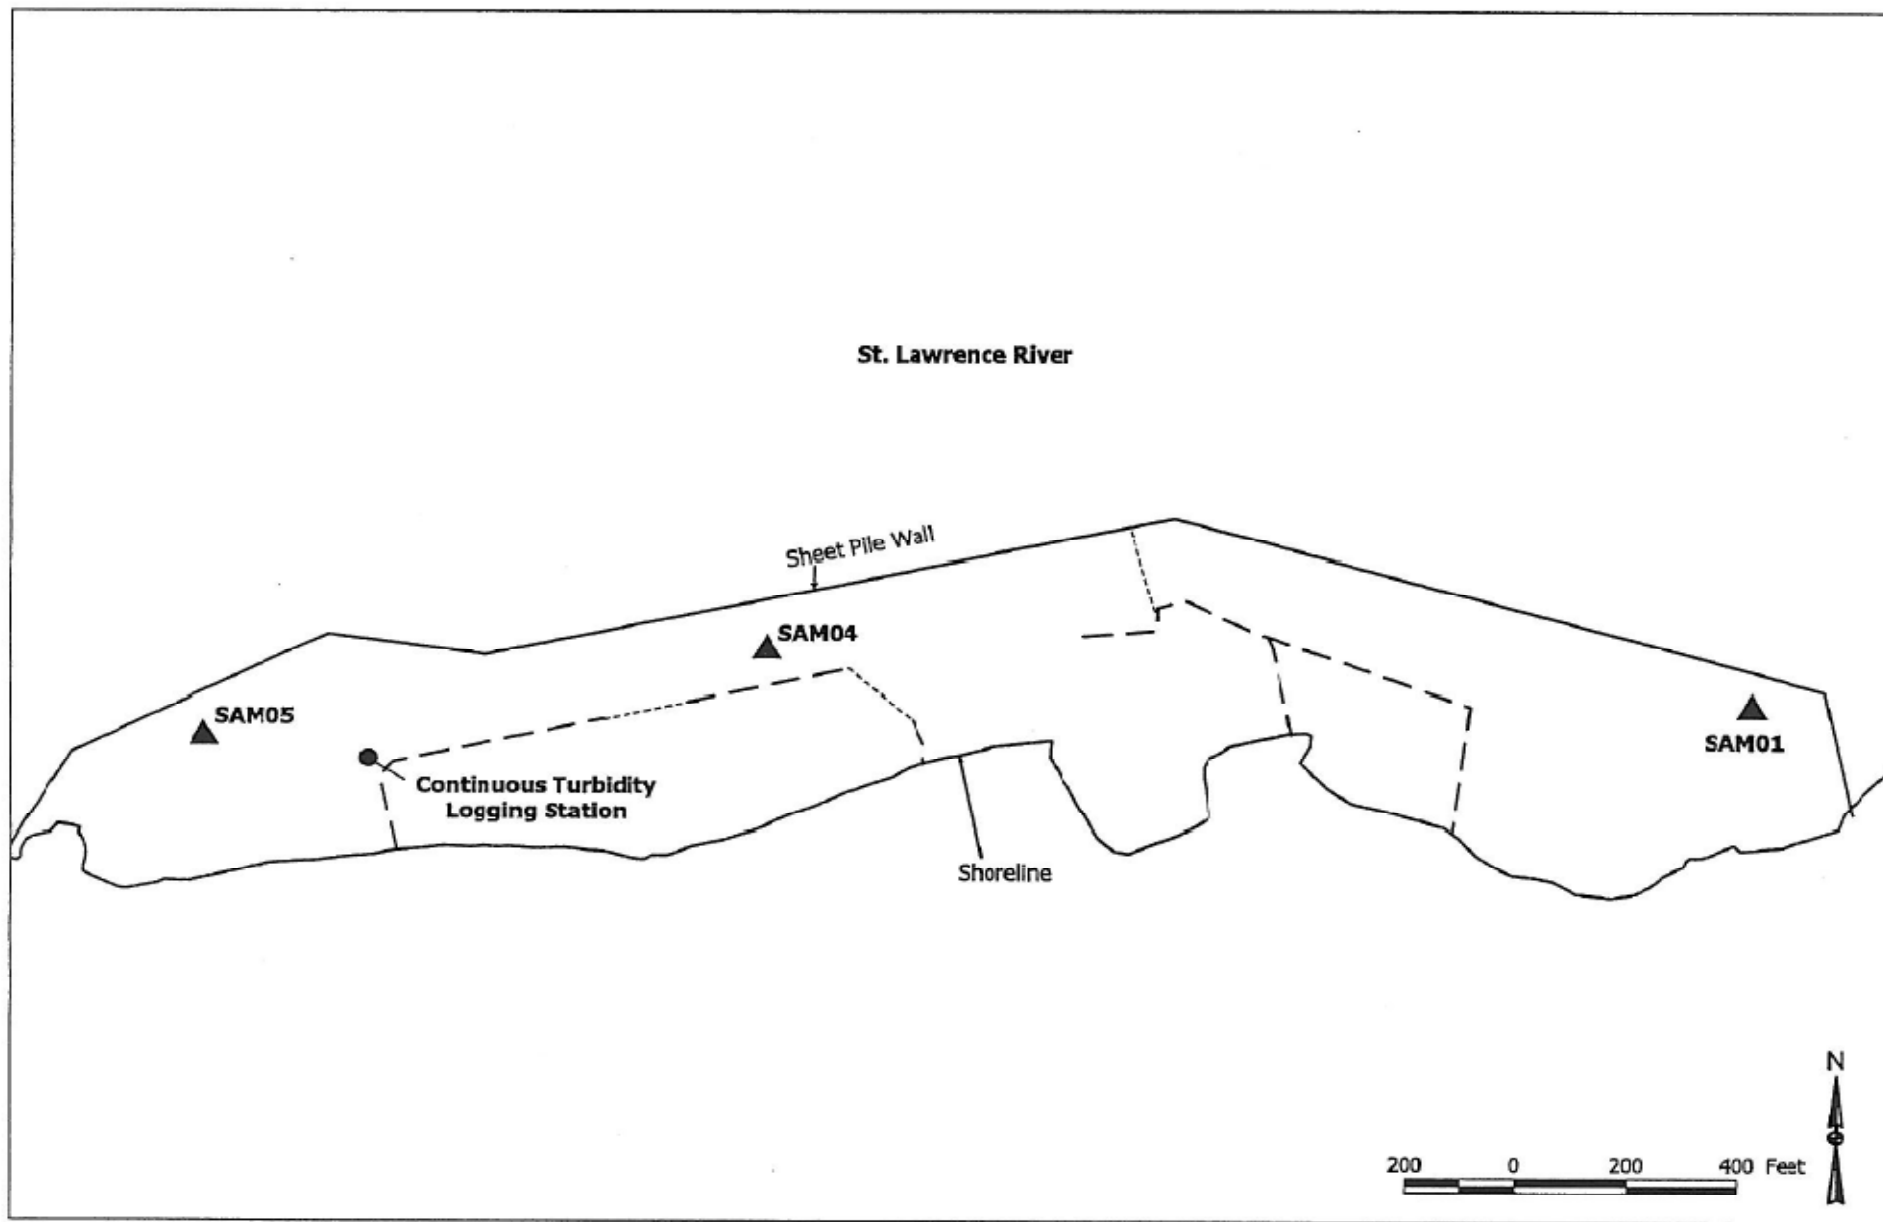 St. Lawrence River
Sheet Pile Wall
SAM04
SAM05
SAM01
Continuous Turbidity
Logging Station
Shoreline
N
200 0 200 400 Feet